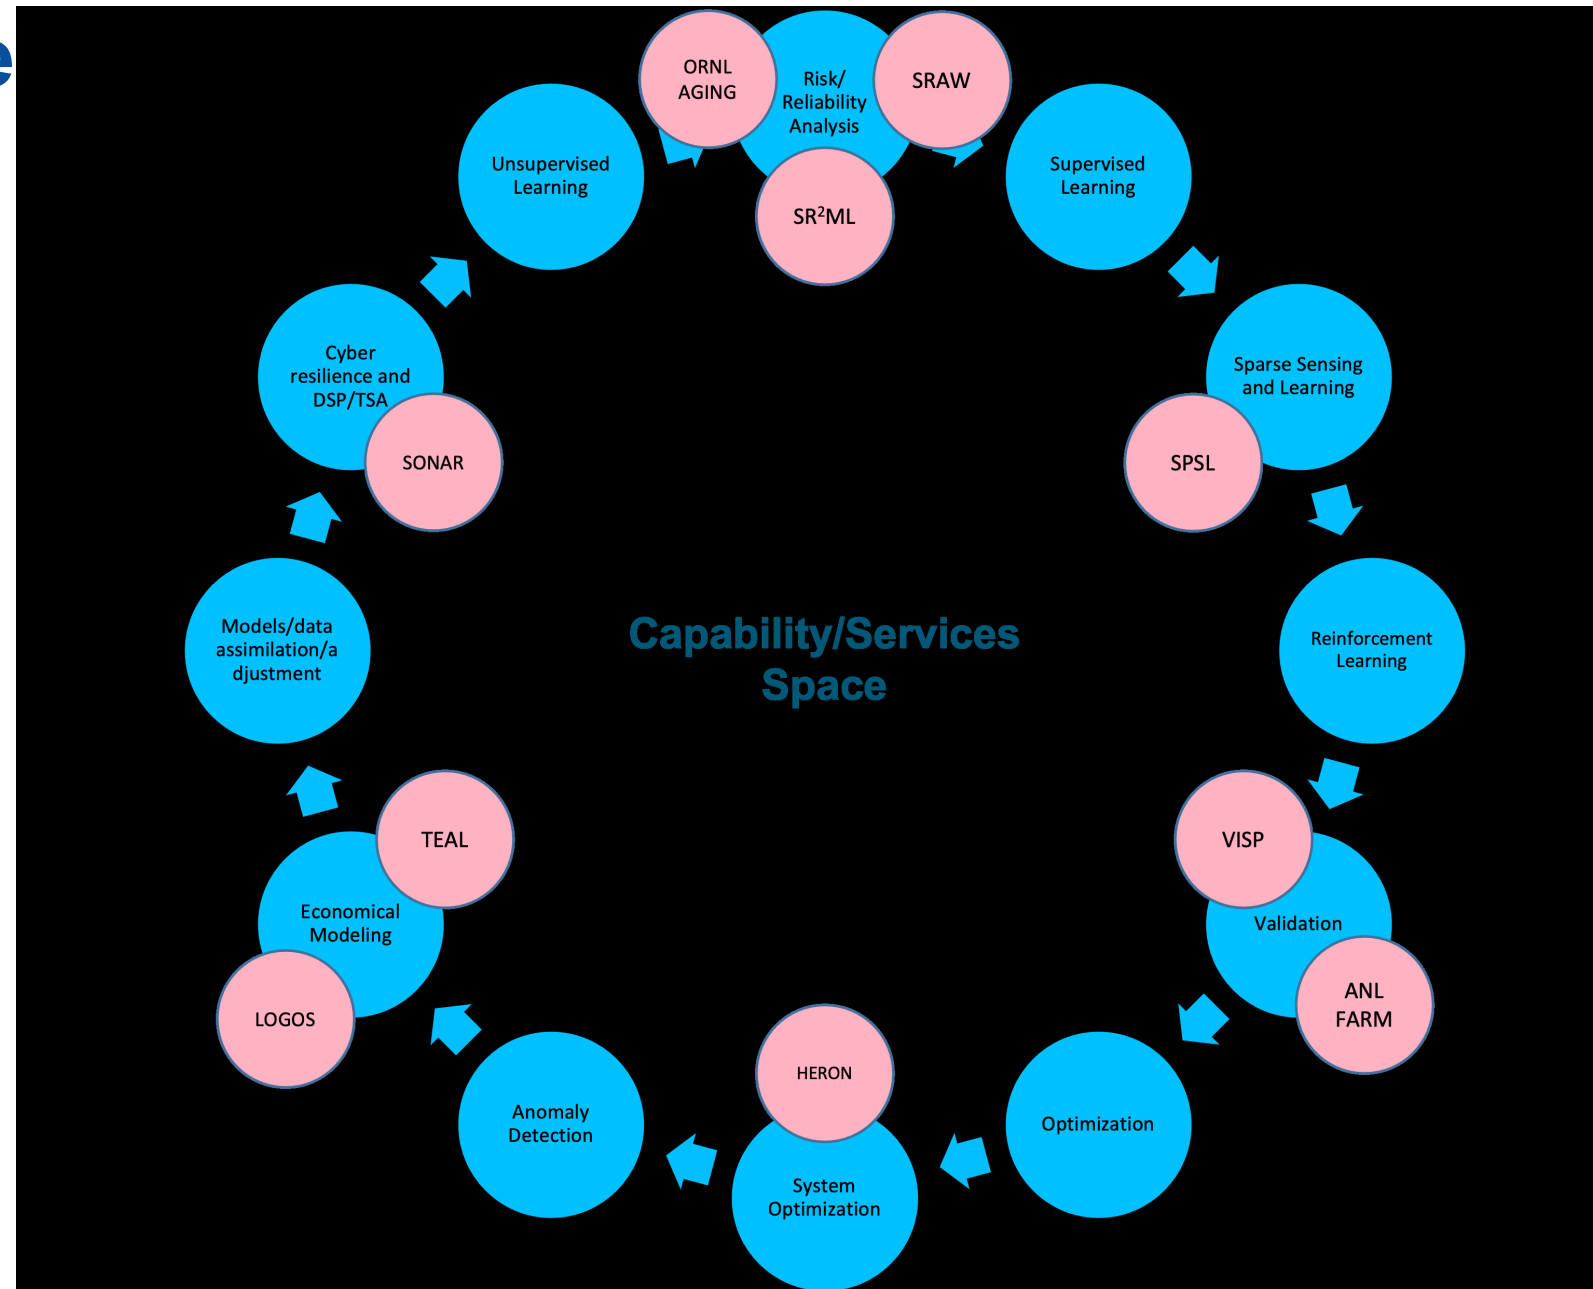 e
ORNL
AGING
Risk/
Reliability
Analysis
SRAW
SR²ML
Unsupervised
Learning
Supervised
Learning
Cyber
resilience and
DSP/TSA
SONAR
Sparse Sensing
and Learning
SPSL
Capability/Services
Space
Models/data
assimilation/a
djustment
Reinforcement
Learning
TEAL
Economical
Modeling
LOGOS
VISP
Validation
ANL
FARM
HERON
System
Optimization
Anomaly
Detection
Optimization